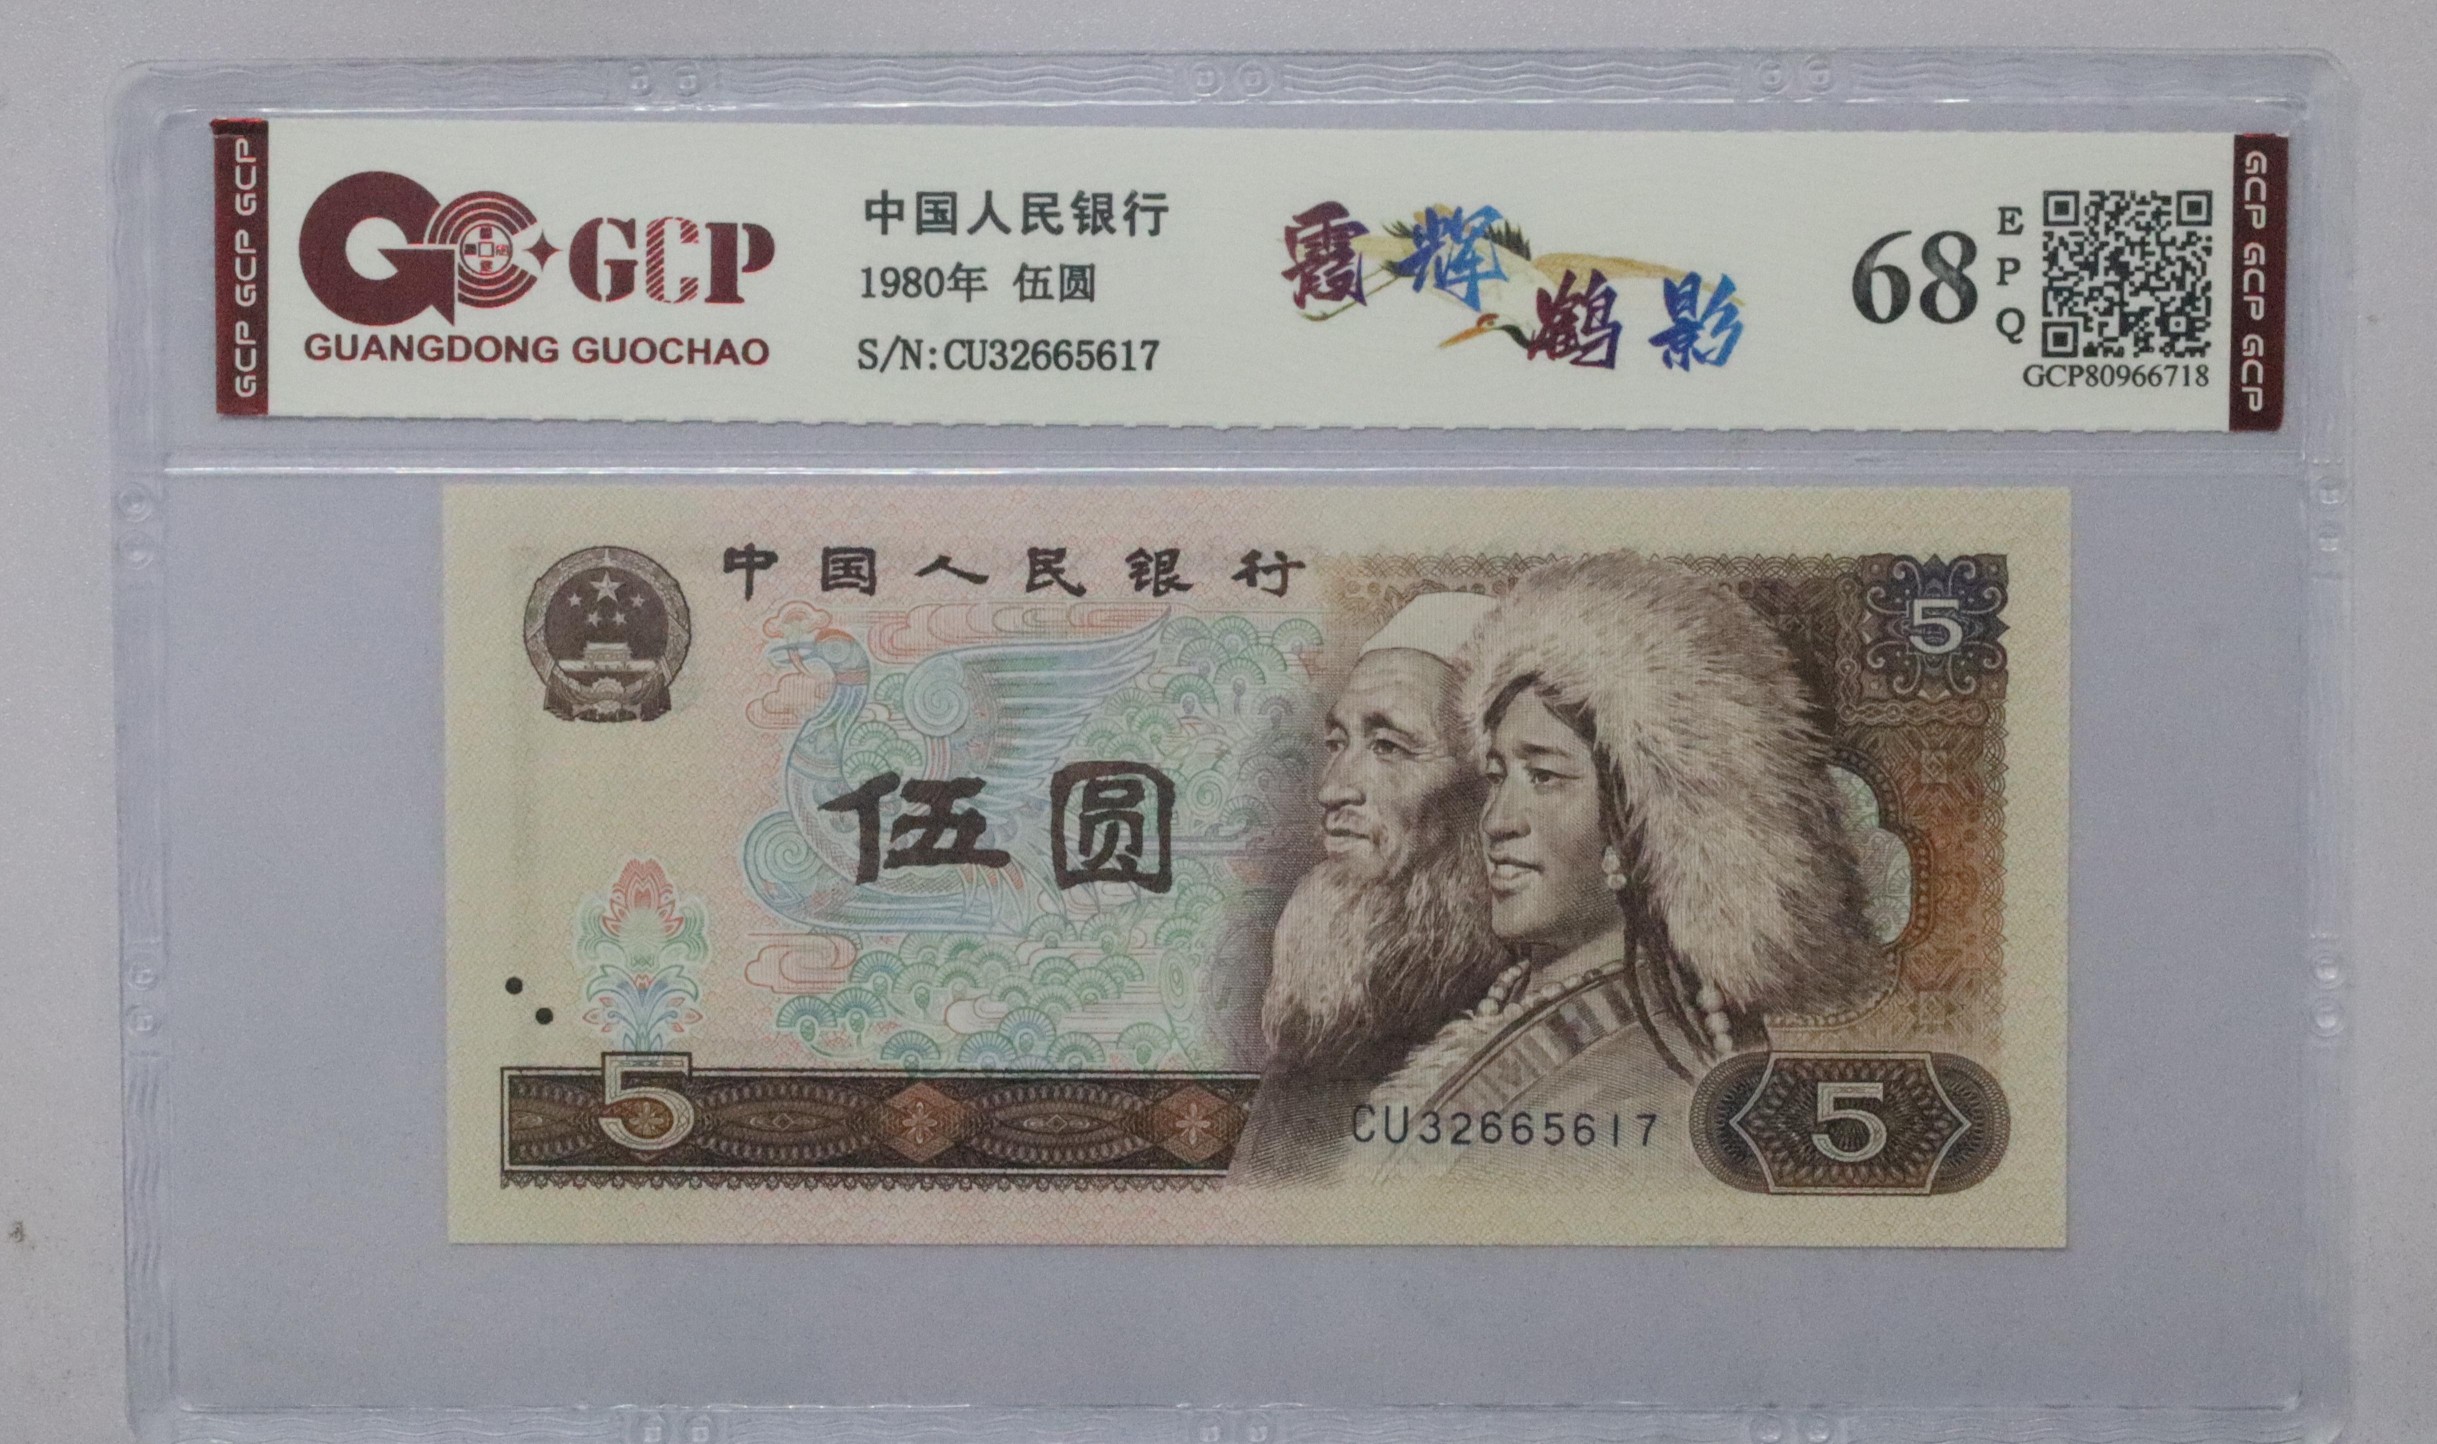 GCP GCP GCP
GCP
GUANGDONG GUOCHAO
中国人民银行
1980年 伍圆
S/N:CU32665617
霞辉鹤影
68
EPQ
GCP80966718
GCP GCP GCP
中国人民银行
5
伍圆
5
CU32665617
5